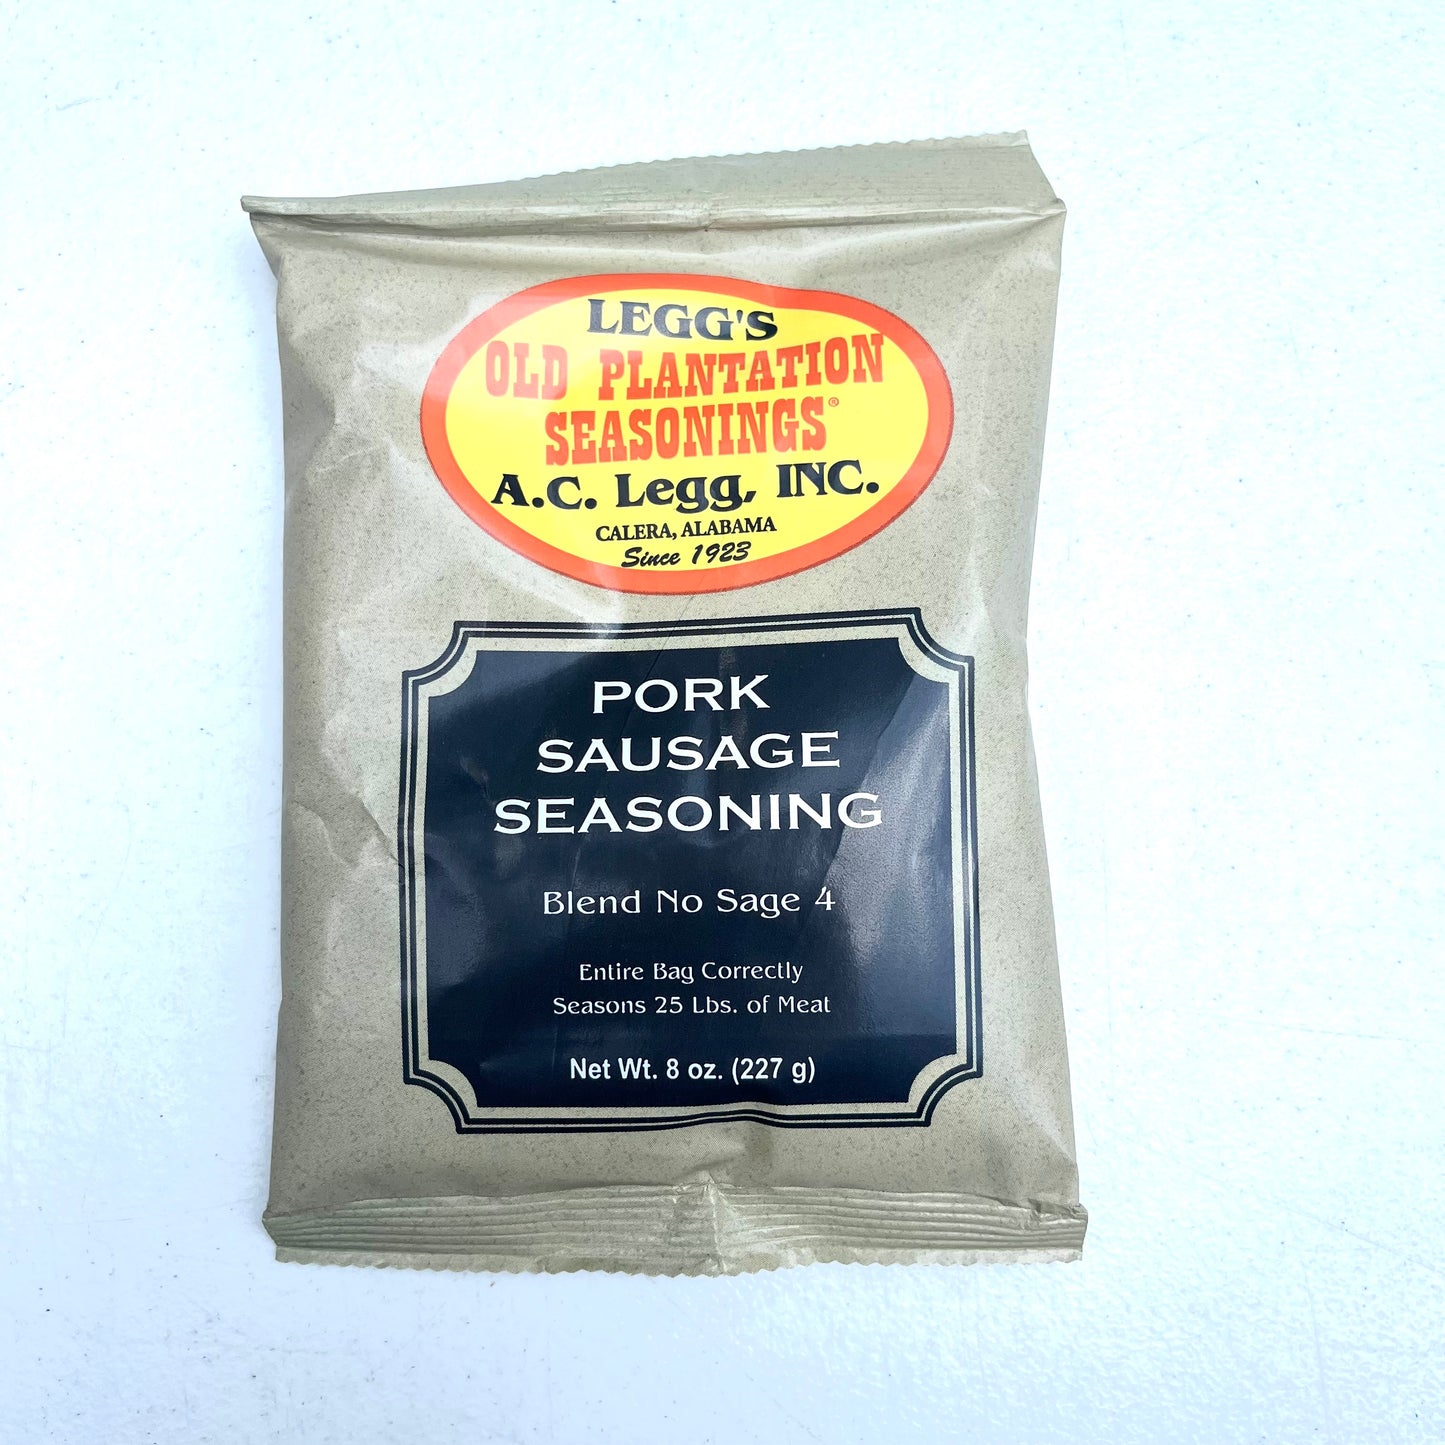 LEGG'S
OLD PLANTATION
SEASONINGS®
A.C. Legg, INC.
CALERA, ALABAMA
Since 1923
PORK
SAUSAGE
SEASONING
Blend No Sage 4
Entire Bag Correctly
Seasons 25 Lbs. of Meat
Net Wt. 8 oz. (227 g)